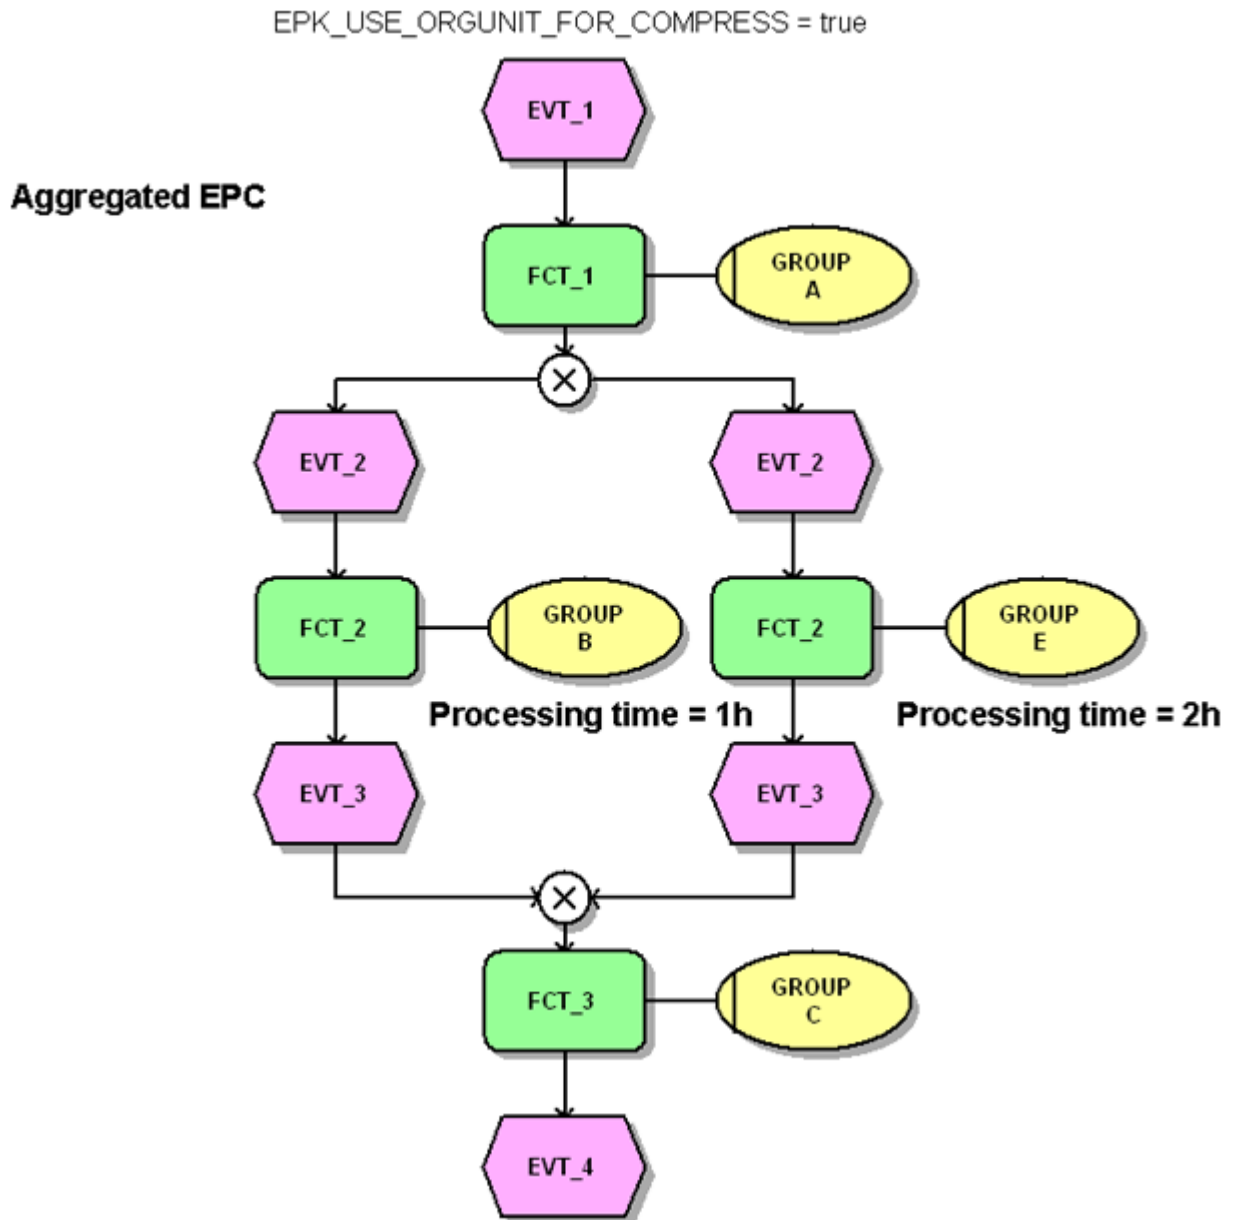 EPK_USE_ORGUNIT_FOR_COMPRESS = true
EVT_1
Aggregated EPC
FCT_1
GROUP
A
EVT_2
EVT_2
FCT_2
GROUP
B
FCT_2
GROUP
E
Processing time = 1h
Processing time = 2h
EVT_3
EVT_3
FCT_3
GROUP
C
EVT_4